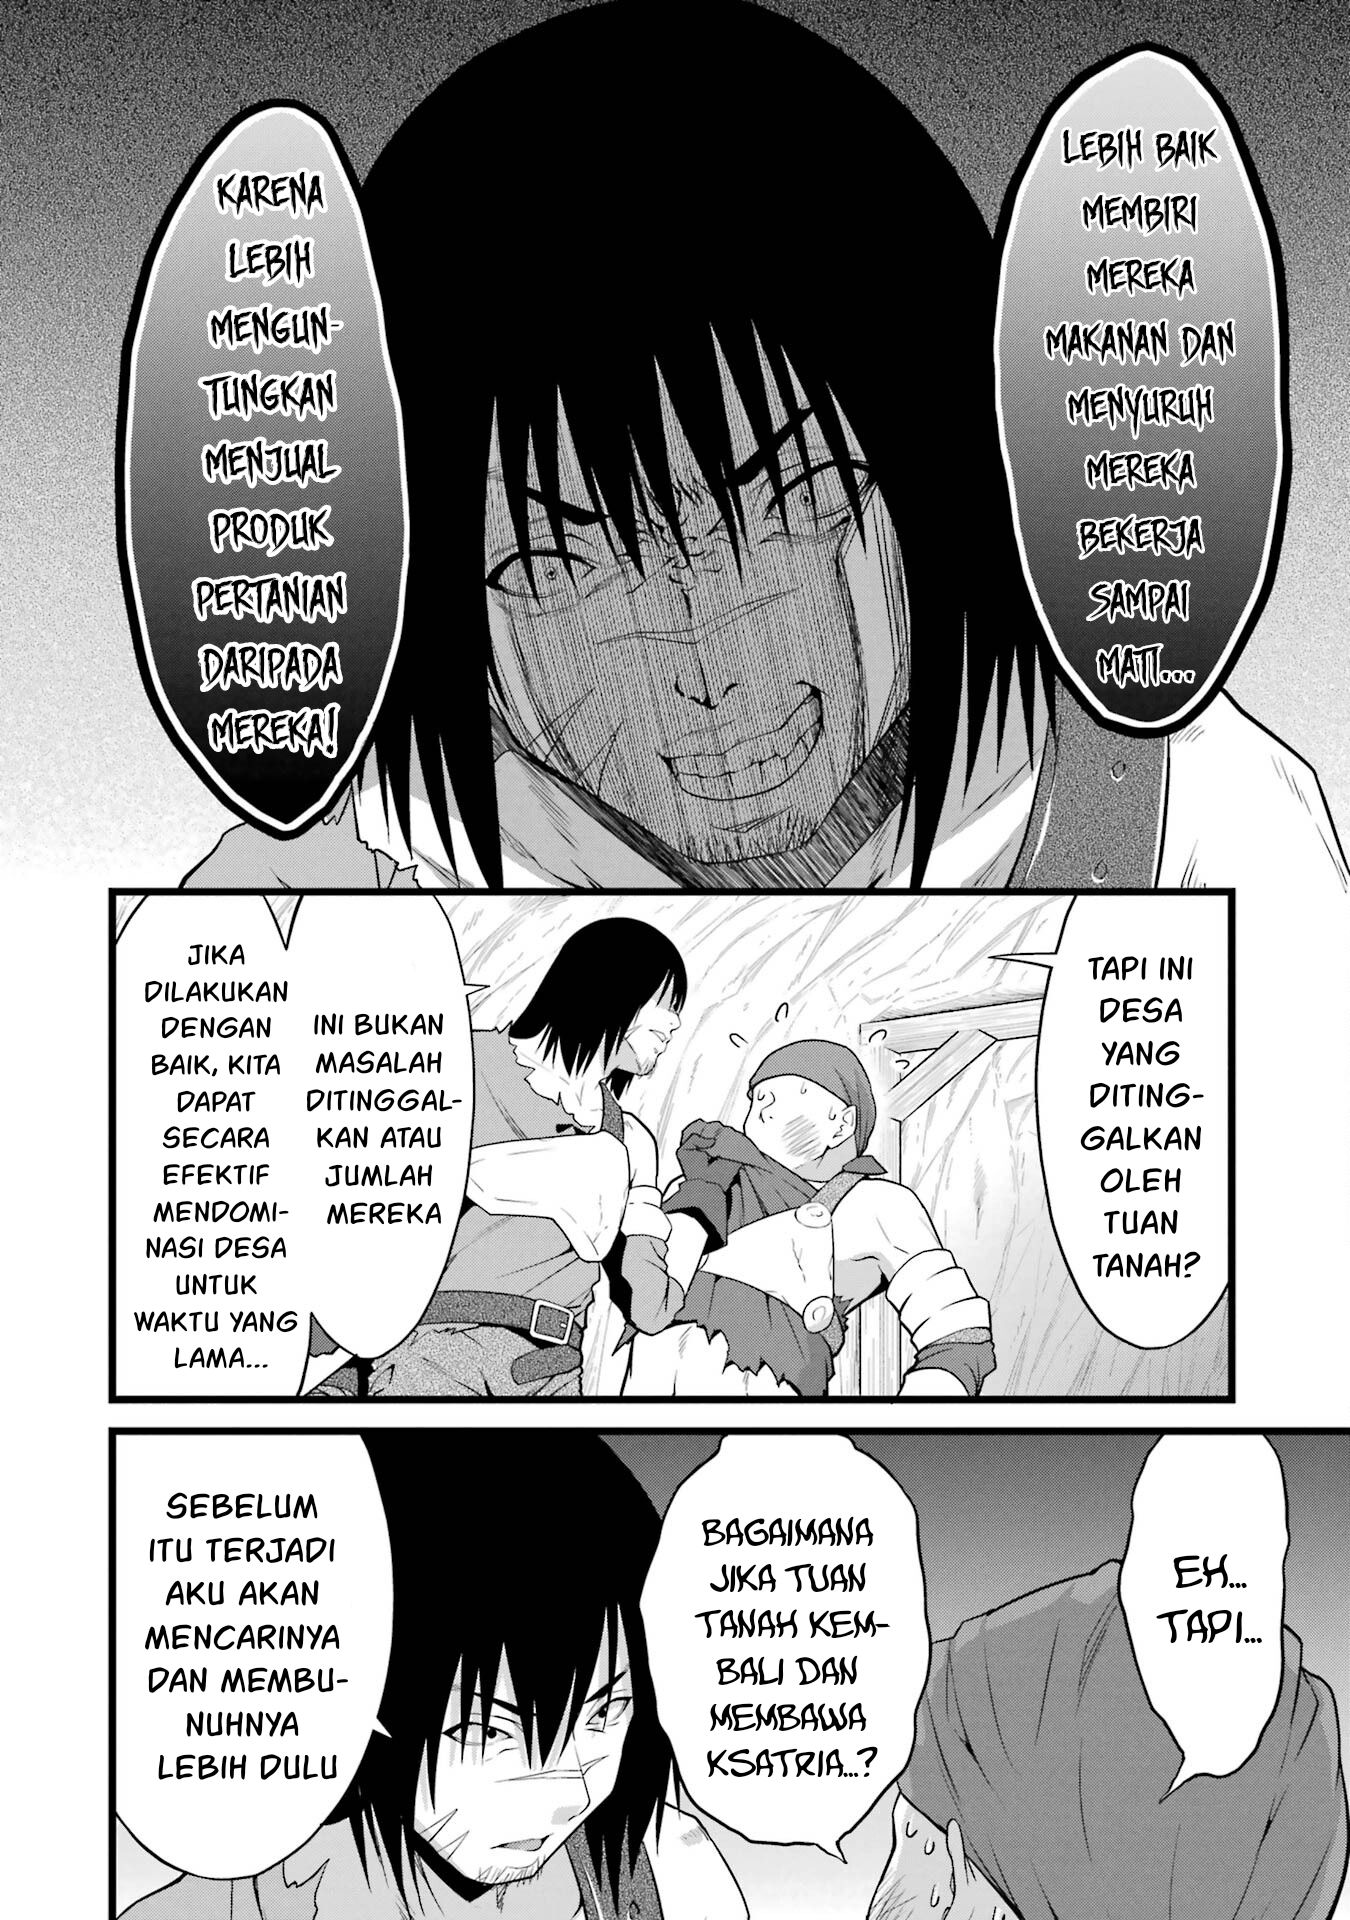 LEBIH BAIK
MEMBIRI
MEREKA
MAKANAN DAN
MENYURUH
MEREKA
BEKERJA
SAMPAI
MATI...
KARENA
LEBIH
MENGUN-
TUNGKAN
MENJUAL
PRODUK
PERTANIAN
DARIPADA
MEREKA!
TAPI INI
DESA
YANG
DITING-
GALKAN
OLEH
TUAN
TANAH?
INI BUKAN
MASALAH
DITINGGAL-
KAN ATAU
JUMLAH
MEREKA
JIKA
DILAKUKAN
DENGAN
BAIK, KITA
DAPAT
SECARA
EFEKTIF
MENDOMI-
NASI DESA
UNTUK
WAKTU YANG
LAMA...
EH...
TAPI...
BAGAIMANA
JIKA TUAN
TANAH KEM-
BALI DAN
MEMBAWA
KSATRIA...?
SEBELUM
ITU TERJADI
AKU AKAN
MENCARINYA
DAN MEMBU-
NUHNYA
LEBIH DULU